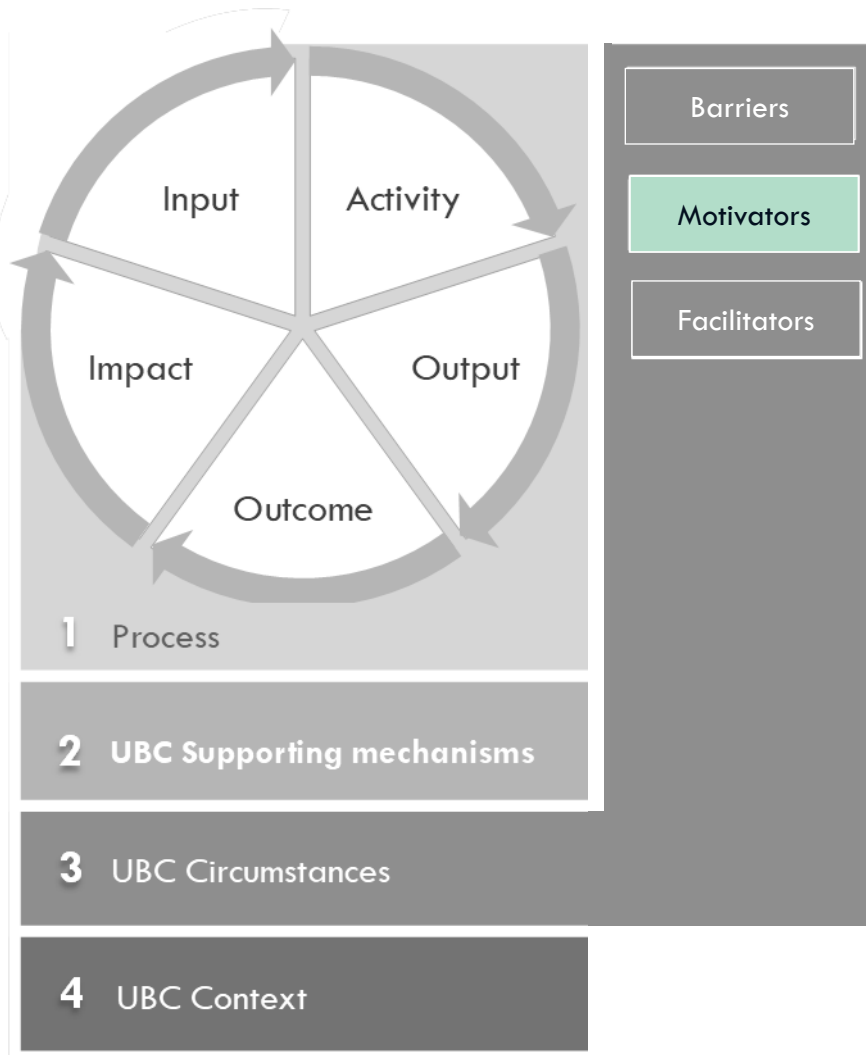 Input
Activity
Impact
Output
Outcome
1 Process
2 UBC Supporting mechanisms
3 UBC Circumstances
4 UBC Context
Barriers
Motivators
Facilitators